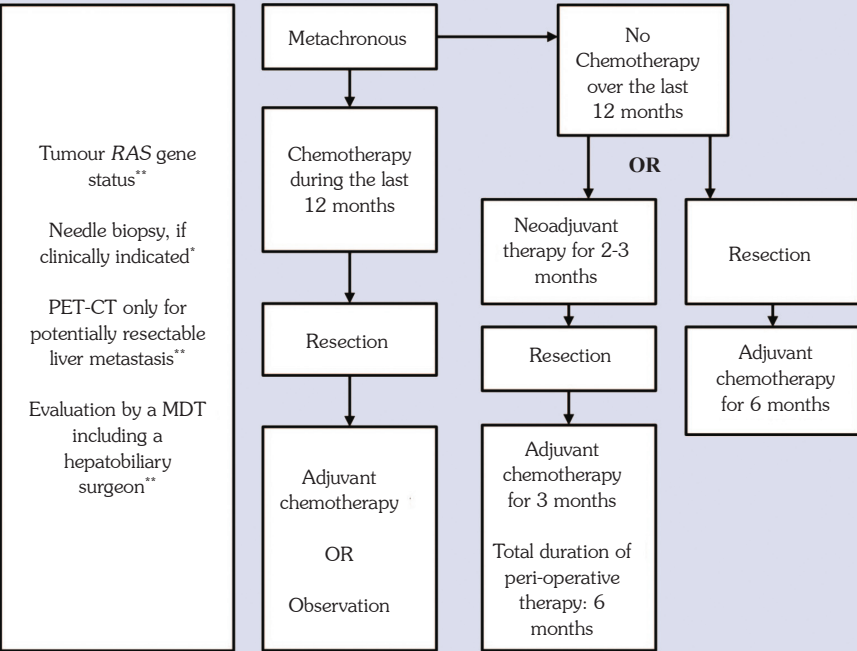 Tumour RAS gene
status**
Needle biopsy, if
clinically indicated*
PET-CT only for
potentially resectable
liver metastasis**
Evaluation by a MDT
including a
hepatobiliary
surgeon**
Metachronous
Chemotherapy
during the last
12 months
Resection
Adjuvant
chemotherapy
OR
Observation
No
Chemotherapy
over the last
12 months
OR
Neoadjuvant
therapy for 2-3
months
Resection
Adjuvant
chemotherapy
for 3 months
Total duration of
peri-operative
therapy: 6
months
Resection
Adjuvant
chemotherapy
for 6 months